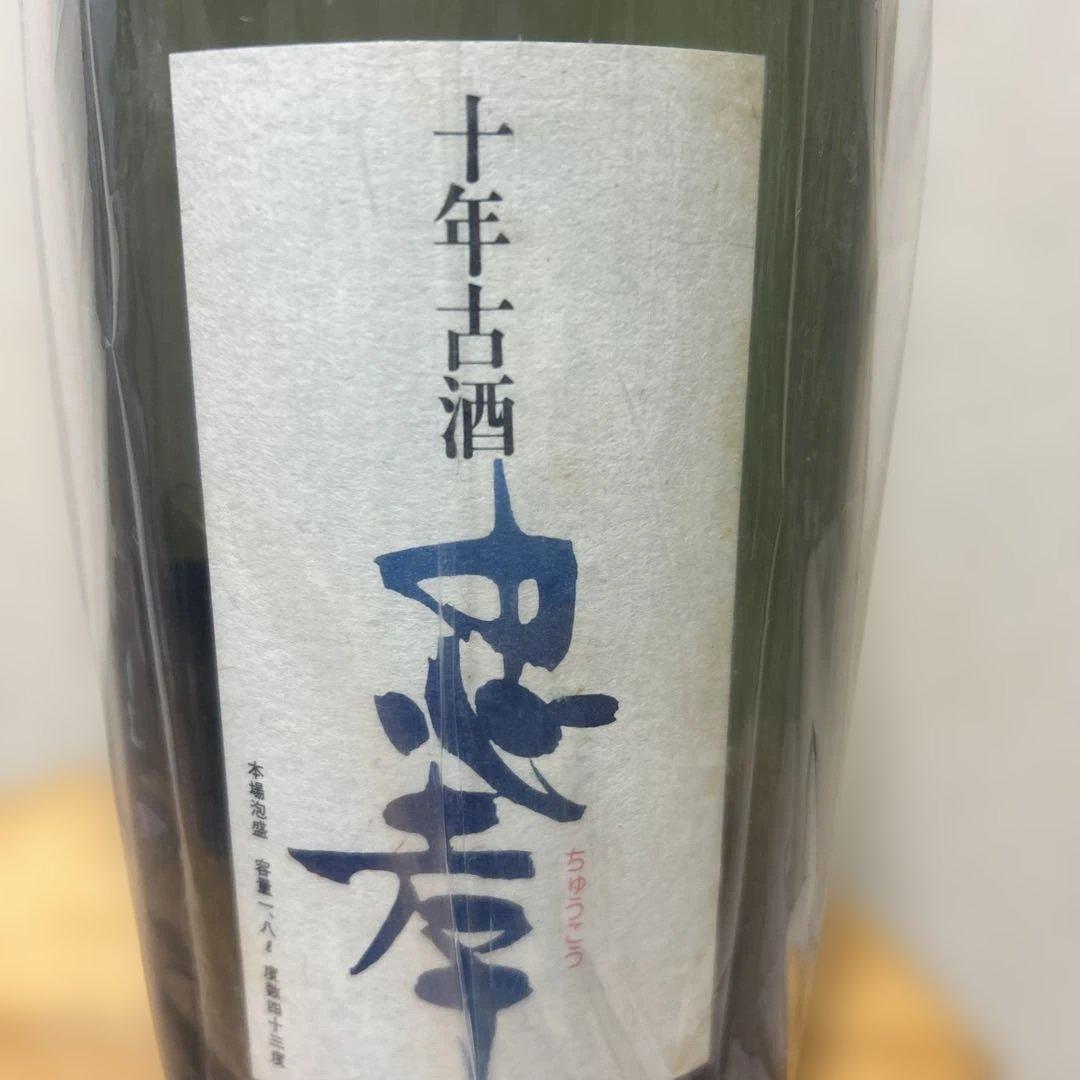 十年古酒
忠孝
ちゅうこう
本場泡盛 容量一、八ℓ 度数四十三度